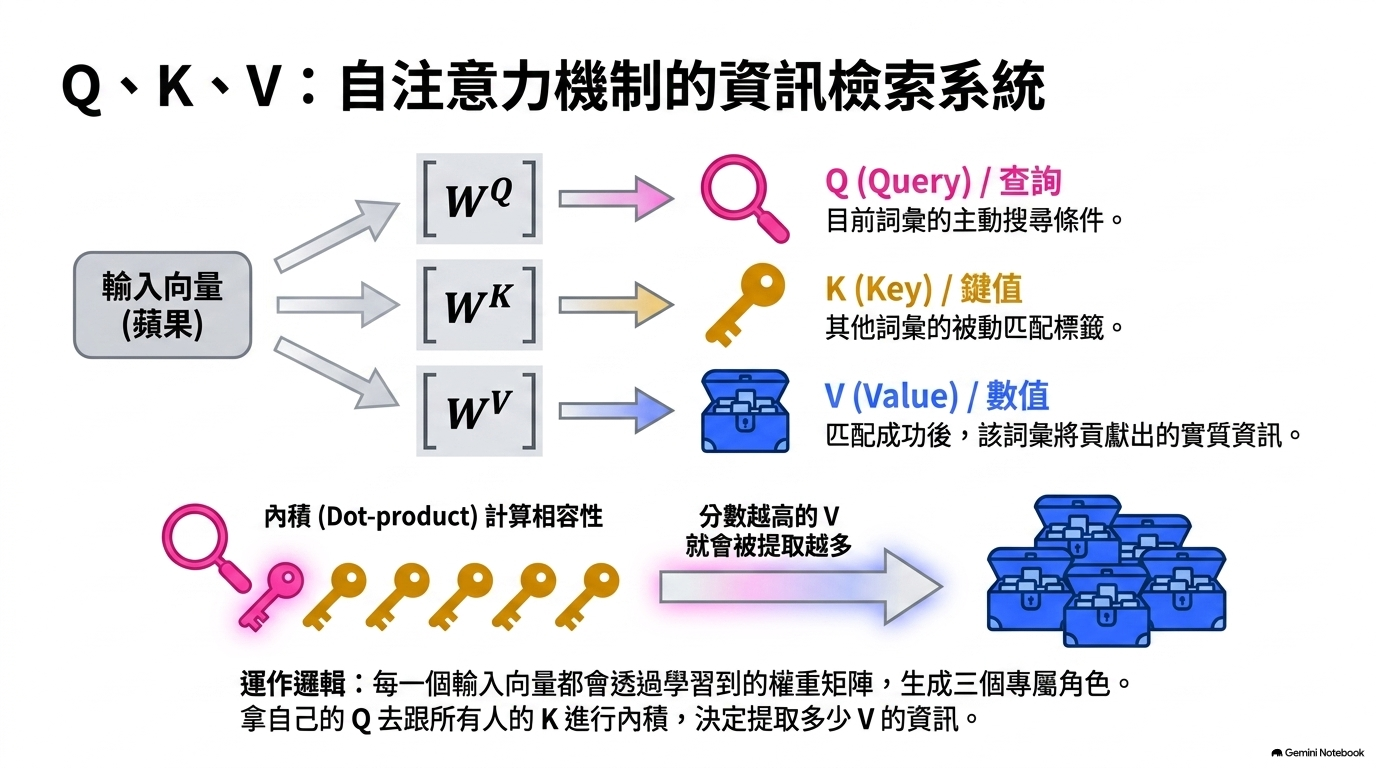 Q、K、V：自注意力機制的資訊檢索系統
輸入向量
(蘋果)
W^Q
Q (Query) / 查詢
目前詞彙的主動搜尋條件。
W^K
K (Key) / 鍵值
其他詞彙的被動匹配標籤。
W^V
V (Value) / 數值
匹配成功後，該詞彙將貢獻出的實質資訊。
內積 (Dot-product) 計算相容性
分數越高的 V
就會被提取越多
運作邏輯：每一個輸入向量都會透過學習到的權重矩陣，生成三個專屬角色。
拿自己的 Q 去跟所有人的 K 進行內積，決定提取多少 V 的資訊。
Gemini Notebook